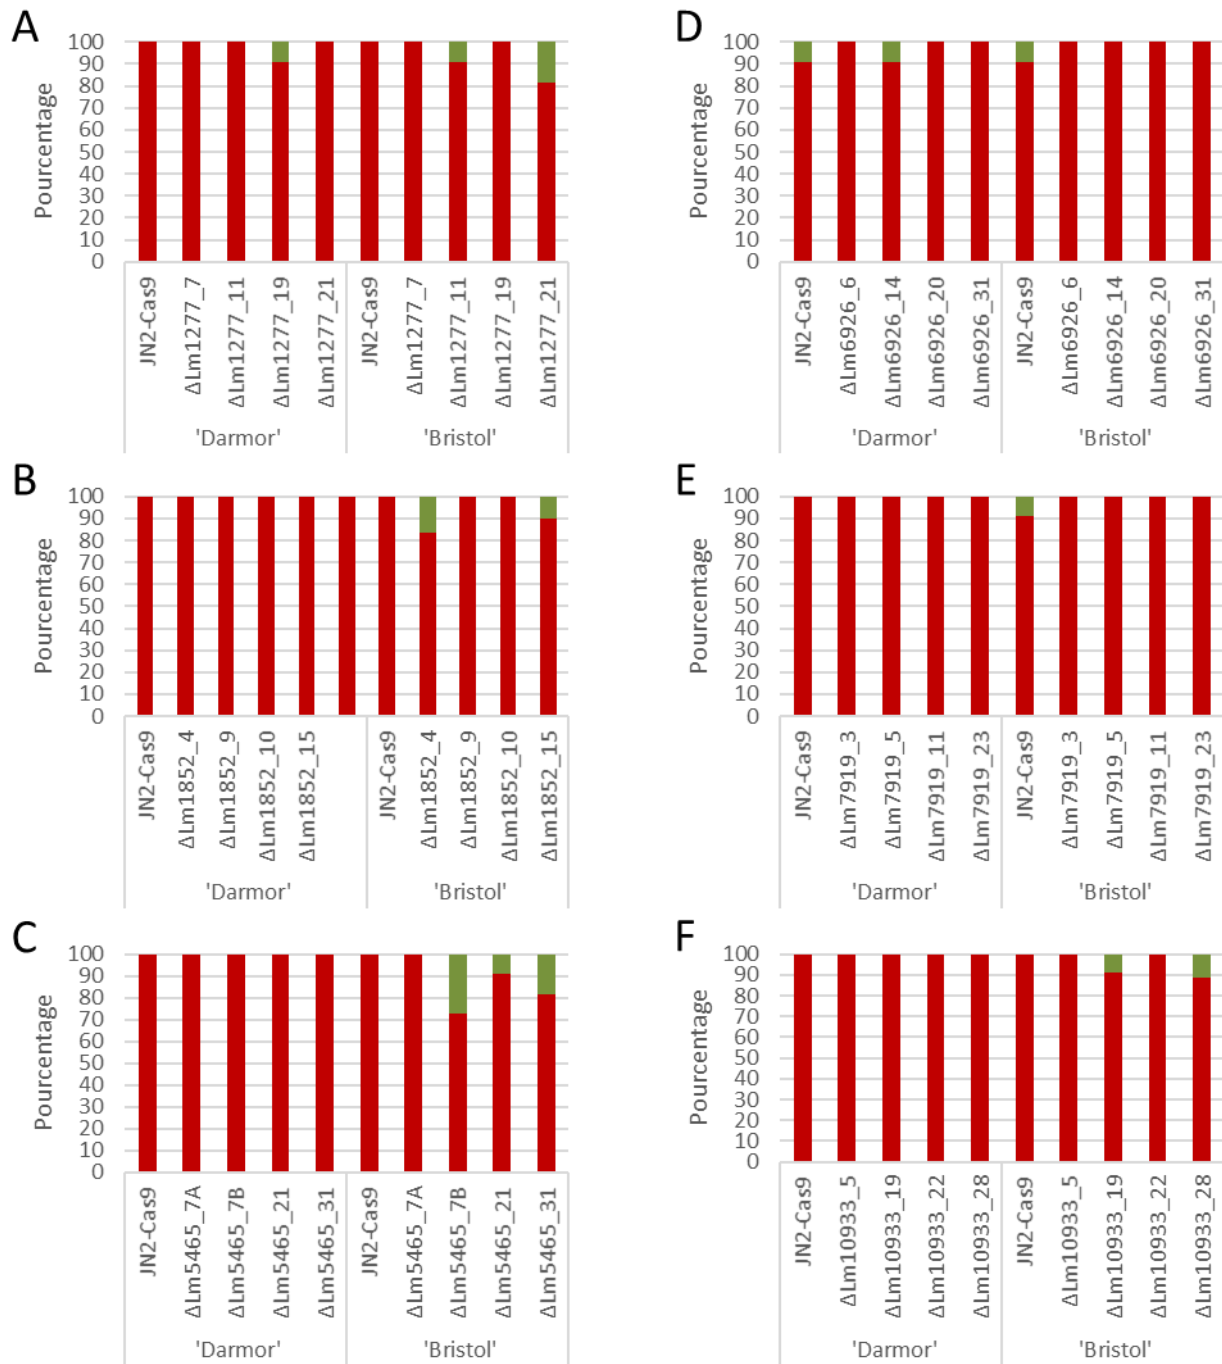 A
Pourcentage
100
90
80
70
60
50
40
30
20
10
0
JN2-Cas9
ΔLm1277_7
ΔLm1277_11
ΔLm1277_19
ΔLm1277_21
JN2-Cas9
ΔLm1277_7
ΔLm1277_11
ΔLm1277_19
ΔLm1277_21
'Darmor'
'Bristol'
D
Pourcentage
100
90
80
70
60
50
40
30
20
10
0
JN2-Cas9
ΔLm6926_6
ΔLm6926_14
ΔLm6926_20
ΔLm6926_31
JN2-Cas9
ΔLm6926_6
ΔLm6926_14
ΔLm6926_20
ΔLm6926_31
'Darmor'
'Bristol'
B
Pourcentage
100
90
80
70
60
50
40
30
20
10
0
JN2-Cas9
ΔLm1852_4
ΔLm1852_9
ΔLm1852_10
ΔLm1852_15
JN2-Cas9
ΔLm1852_4
ΔLm1852_9
ΔLm1852_10
ΔLm1852_15
'Darmor'
'Bristol'
E
Pourcentage
100
90
80
70
60
50
40
30
20
10
0
JN2-Cas9
ΔLm7919_3
ΔLm7919_5
ΔLm7919_11
ΔLm7919_23
JN2-Cas9
ΔLm7919_3
ΔLm7919_5
ΔLm7919_11
ΔLm7919_23
'Darmor'
'Bristol'
C
Pourcentage
100
90
80
70
60
50
40
30
20
10
0
JN2-Cas9
ΔLm5465_7A
ΔLm5465_7B
ΔLm5465_21
ΔLm5465_31
JN2-Cas9
ΔLm5465_7A
ΔLm5465_7B
ΔLm5465_21
ΔLm5465_31
'Darmor'
'Bristol'
F
Pourcentage
100
90
80
70
60
50
40
30
20
10
0
JN2-Cas9
ΔLm10933_5
ΔLm10933_19
ΔLm10933_22
ΔLm10933_28
JN2-Cas9
ΔLm10933_5
ΔLm10933_19
ΔLm10933_22
ΔLm10933_28
'Darmor'
'Bristol'